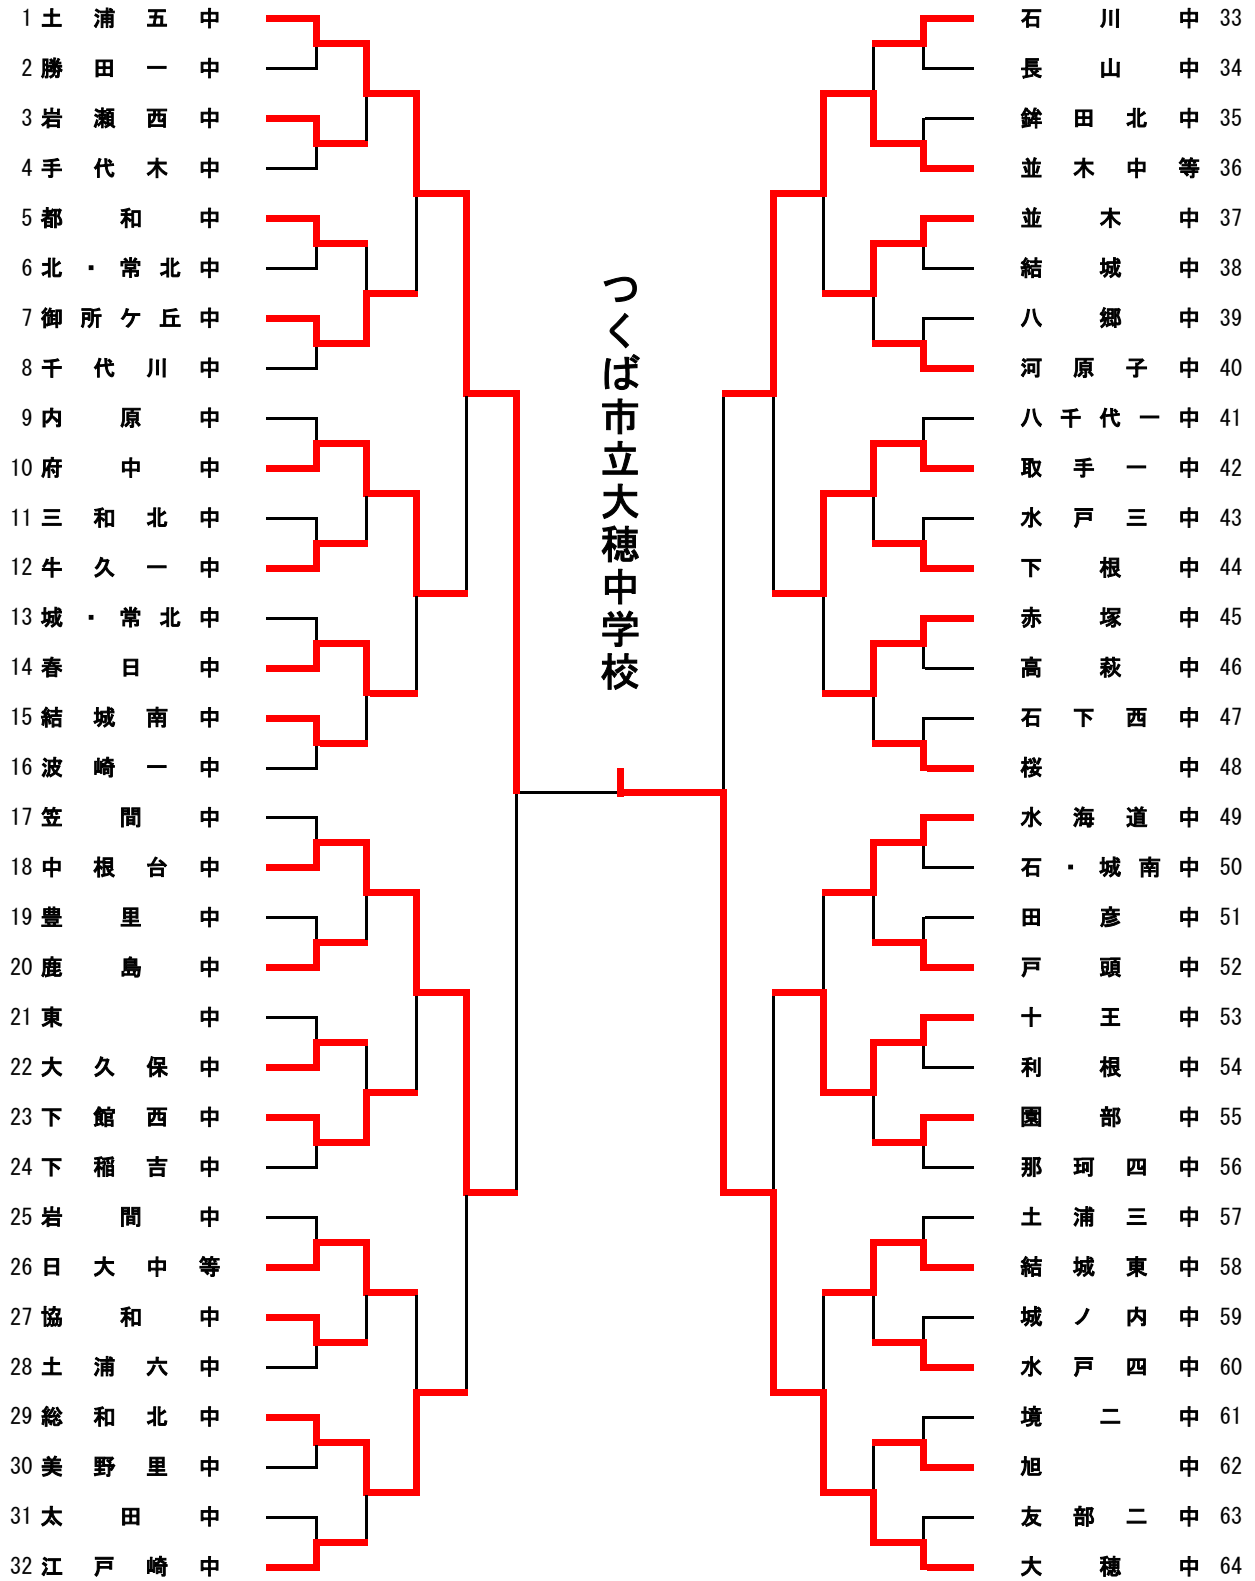 1 土浦五中
2 勝田一中
3 岩瀬西中
4 手代木中
5 都和中
6 北・常北中
7 御所ケ丘中
8 千代川中
9 内原中
10 府中中
11 三和北中
12 牛久一中
13 城・常北中
14 春日中
15 結城南中
16 波崎一中
17 笠間中
18 中根台中
19 豊里中
20 鹿島中
21 東中
22 大久保中
23 下館西中
24 下稲吉中
25 岩間中
26 日大中等
27 協和中
28 土浦六中
29 総和北中
30 美野里中
31 太田中
32 江戸崎中
つくば市立大穂中学校
石川中 33
長山中 34
鉾田北中 35
並木中等 36
並木中 37
結城中 38
八郷中 39
河原子中 40
八千代一中 41
取手一中 42
水戸三中 43
下根中 44
赤塚中 45
高萩中 46
石下西中 47
桜中 48
水海道中 49
石・城南中 50
田彦中 51
戸頭中 52
十王中 53
利根中 54
園部中 55
那珂四中 56
土浦三中 57
結城東中 58
城ノ内中 59
水戸四中 60
境二中 61
旭中 62
友部二中 63
大穂中 64